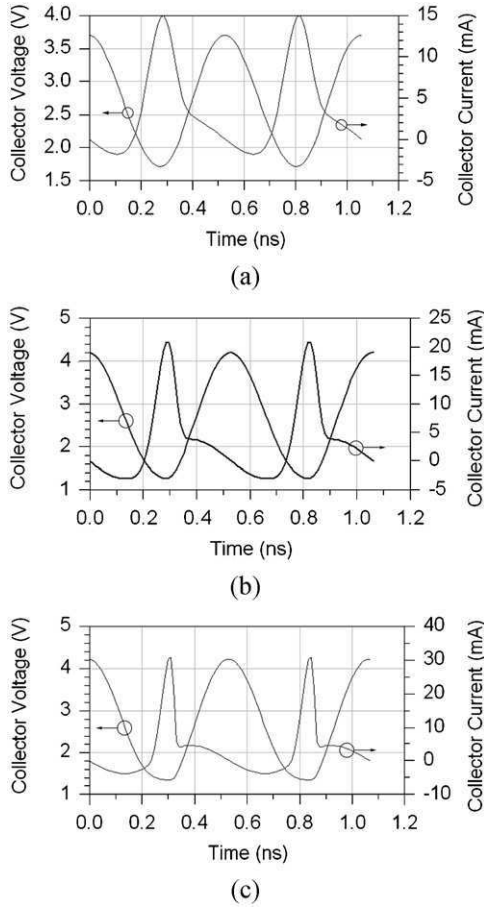 4.0
3.5
3.0
2.5
2.0
1.5
Collector Voltage (V)
15
10
5
0
-5
Collector Current (mA)
0.0 0.2 0.4 0.6 0.8 1.0 1.2
Time (ns)
(a)
5
4
3
2
1
Collector Voltage (V)
25
20
15
10
5
0
-5
Collector Current (mA)
0.0 0.2 0.4 0.6 0.8 1.0 1.2
Time (ns)
(b)
5
4
3
2
1
Collector Voltage (V)
40
30
20
10
0
-10
Collector Current (mA)
0.0 0.2 0.4 0.6 0.8 1.0 1.2
Time (ns)
(c)